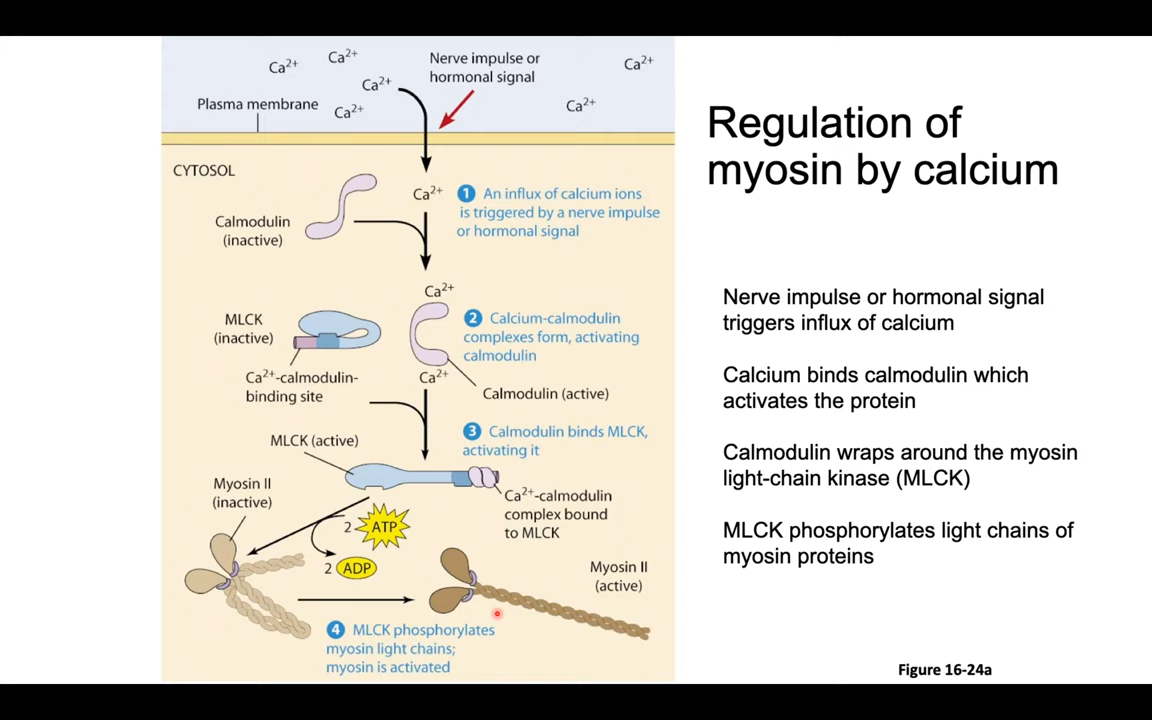 Ca2+
Ca2+
Ca2+
Ca2+
Nerve impulse or
hormonal signal
Ca2+
Ca2+
Plasma membrane
CYTOSOL
Ca2+
1 An influx of calcium ions
is triggered by a nerve impulse
or hormonal signal
Calmodulin
(inactive)
Ca2+
MLCK
(inactive)
2 Calcium-calmodulin
complexes form, activating
calmodulin
Ca2+-calmodulin-
binding site
Ca2+
Calmodulin (active)
3 Calmodulin binds MLCK,
activating it
MLCK (active)
Myosin II
(inactive)
Ca2+-calmodulin
complex bound
to MLCK
2 ATP
2 ADP
Myosin II
(active)
4 MLCK phosphorylates
myosin light chains;
myosin is activated
Regulation of
myosin by calcium
Nerve impulse or hormonal signal
triggers influx of calcium
Calcium binds calmodulin which
activates the protein
Calmodulin wraps around the myosin
light-chain kinase (MLCK)
MLCK phosphorylates light chains of
myosin proteins
Figure 16-24a